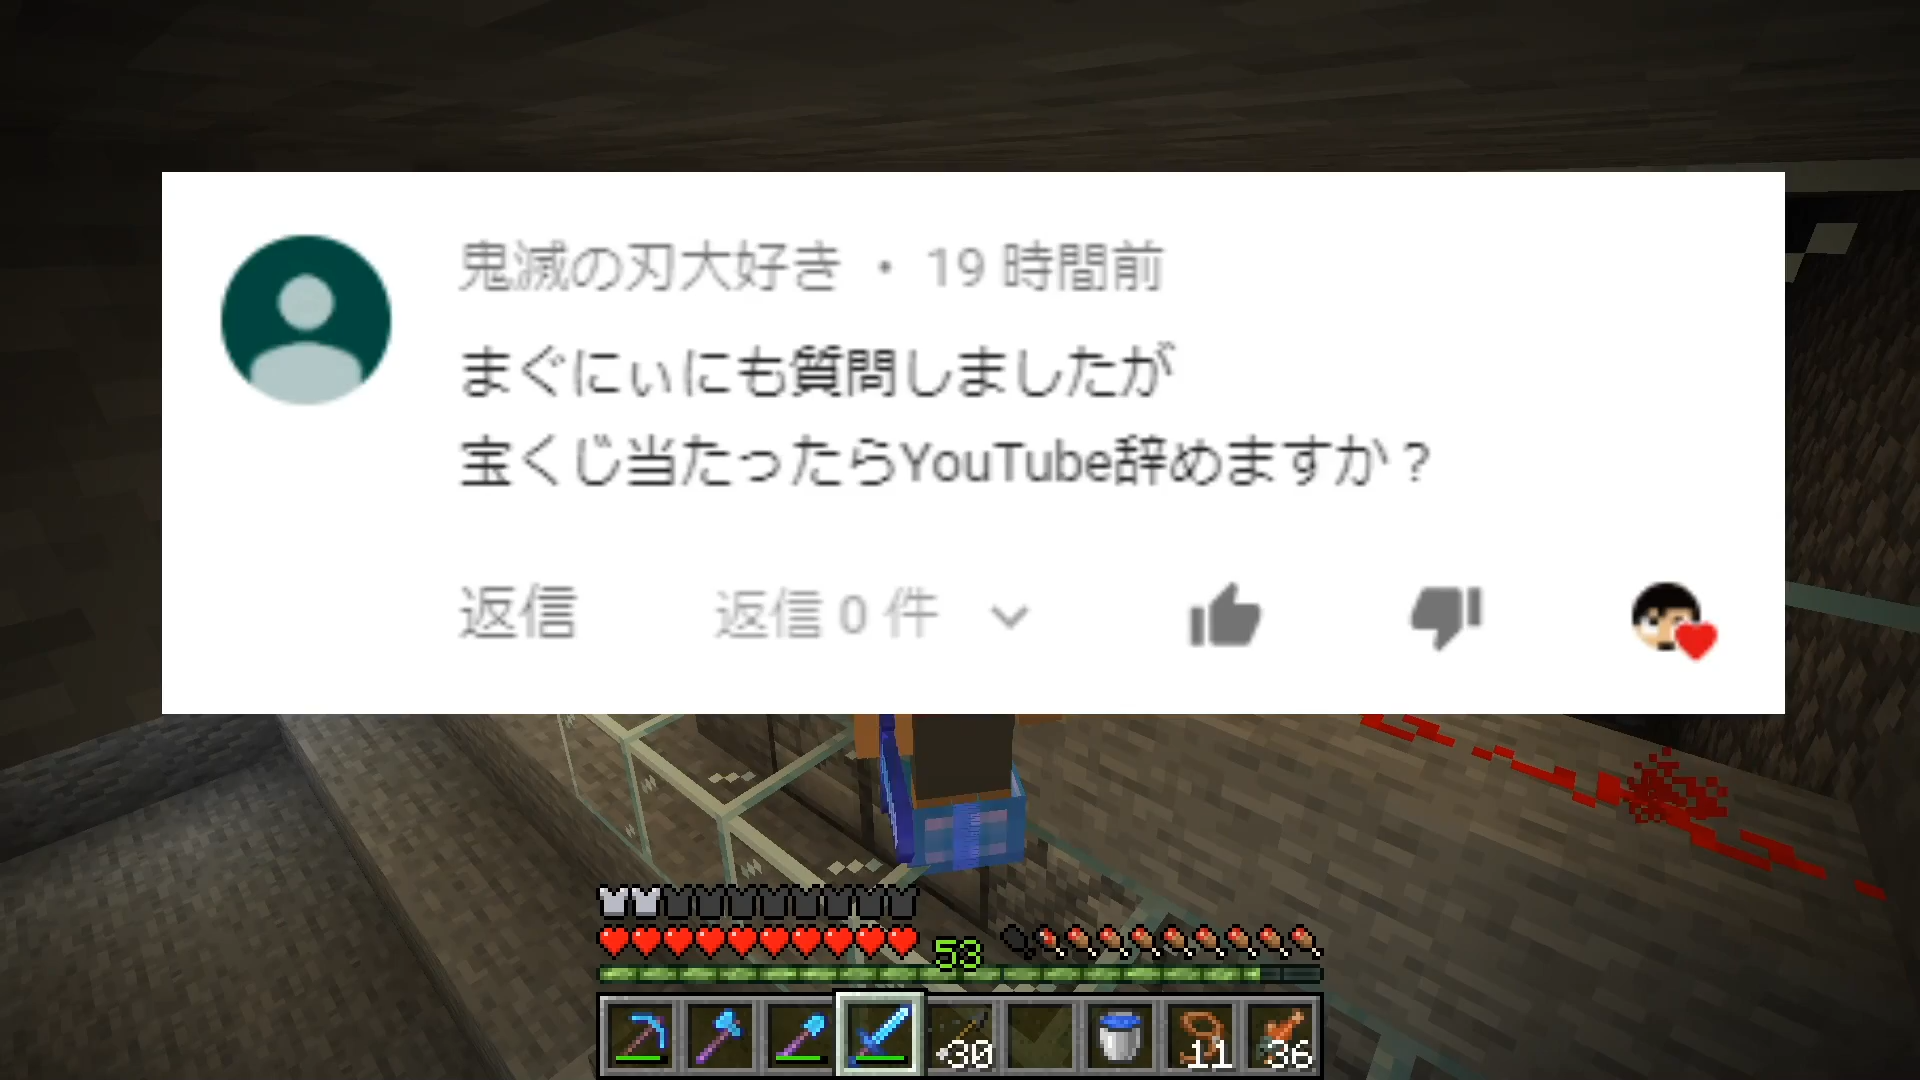 鬼滅の刃大好き ・ 19 時間前
まぐにぃにも質問しましたが
宝くじ当たったらYouTube辞めますか？
返信 返信 0 件
53
30 11 36